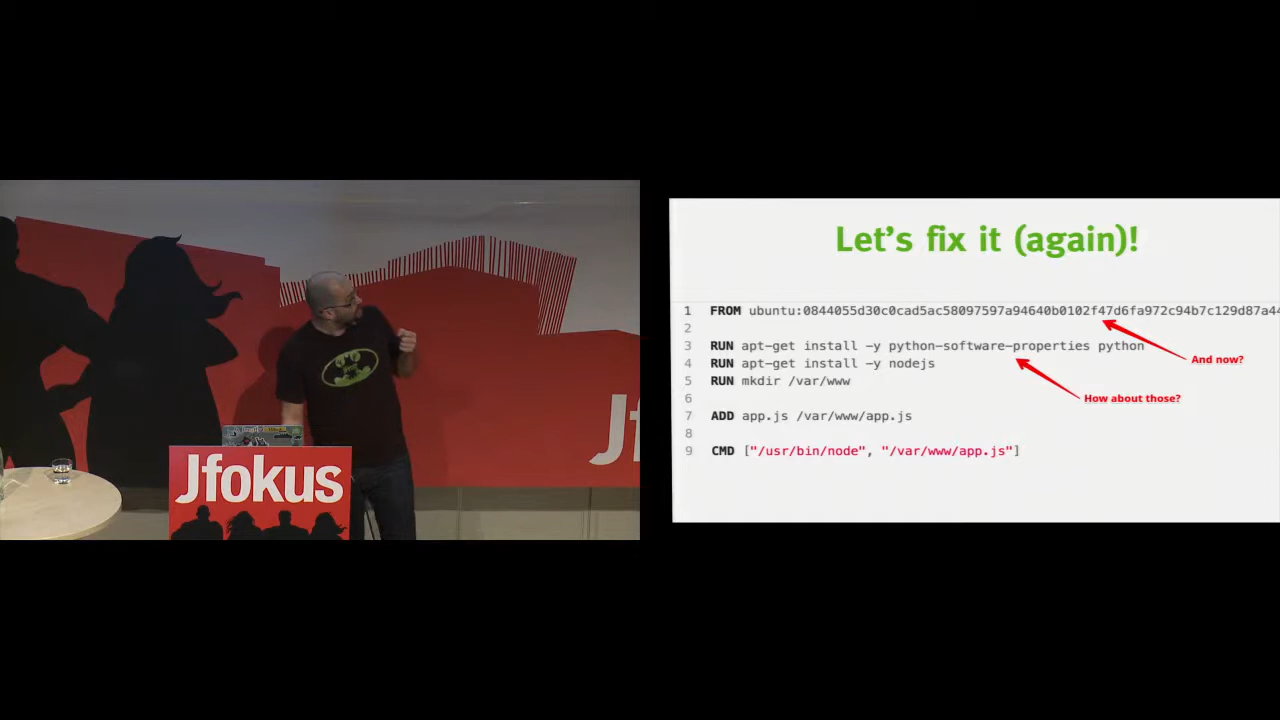 Jfokus
Jf
Let's fix it (again)!
1 FROM ubuntu:0844055d30c0cad5ac58097597a94640b0102f47d6fa972c94b7c129d87a44
2
3 RUN apt-get install -y python-software-properties python
4 RUN apt-get install -y nodejs
5 RUN mkdir /var/www
6
7 ADD app.js /var/www/app.js
8
9 CMD ["/usr/bin/node", "/var/www/app.js"]
And now?
How about those?